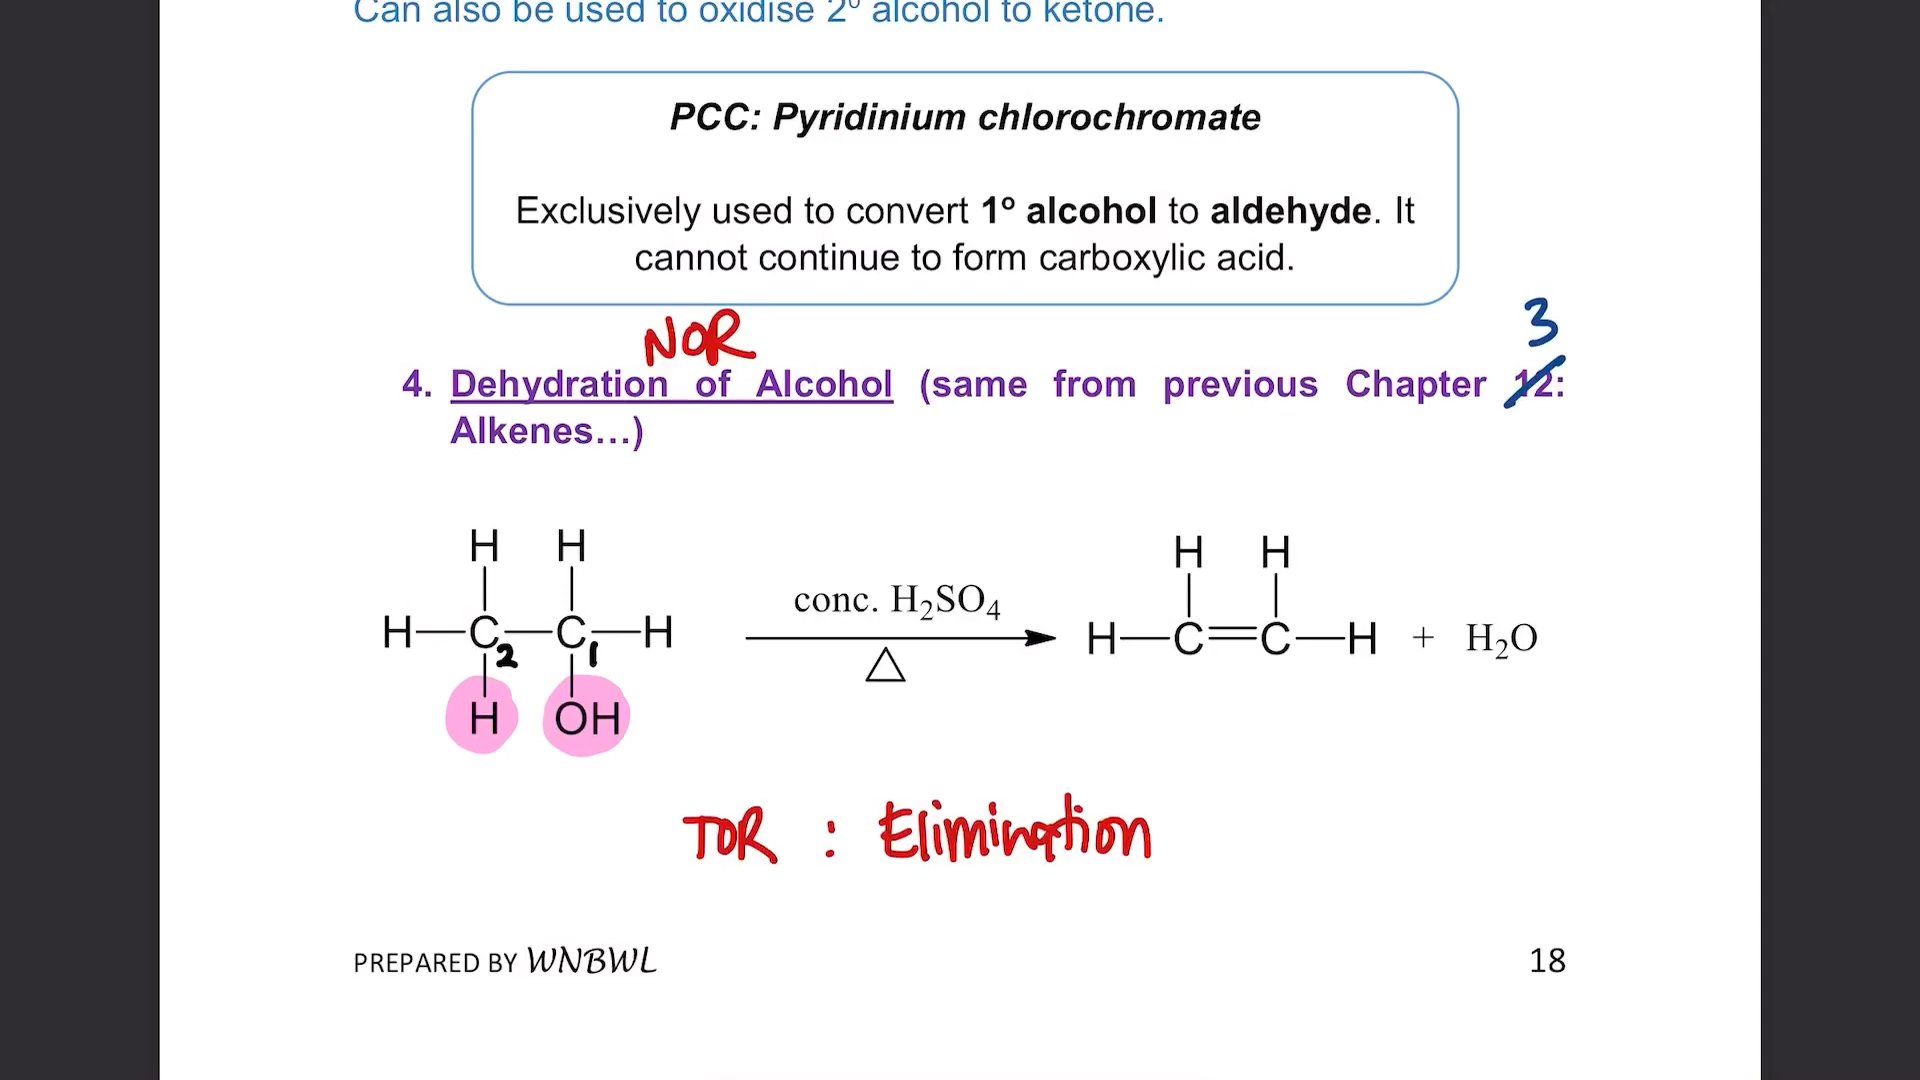 Can also be used to oxidise 2º alcohol to ketone.
PCC: Pyridinium chlorochromate
Exclusively used to convert 1º alcohol to aldehyde. It
cannot continue to form carboxylic acid.
NOR
3
4. Dehydration of Alcohol (same from previous Chapter 12:
Alkenes...)
H H
H H
conc. H₂SO₄
H—C—C—H
H—C=C—H + H₂O
2 1
△
H OH
TOR : Elimination
PREPARED BY WNBWL
18